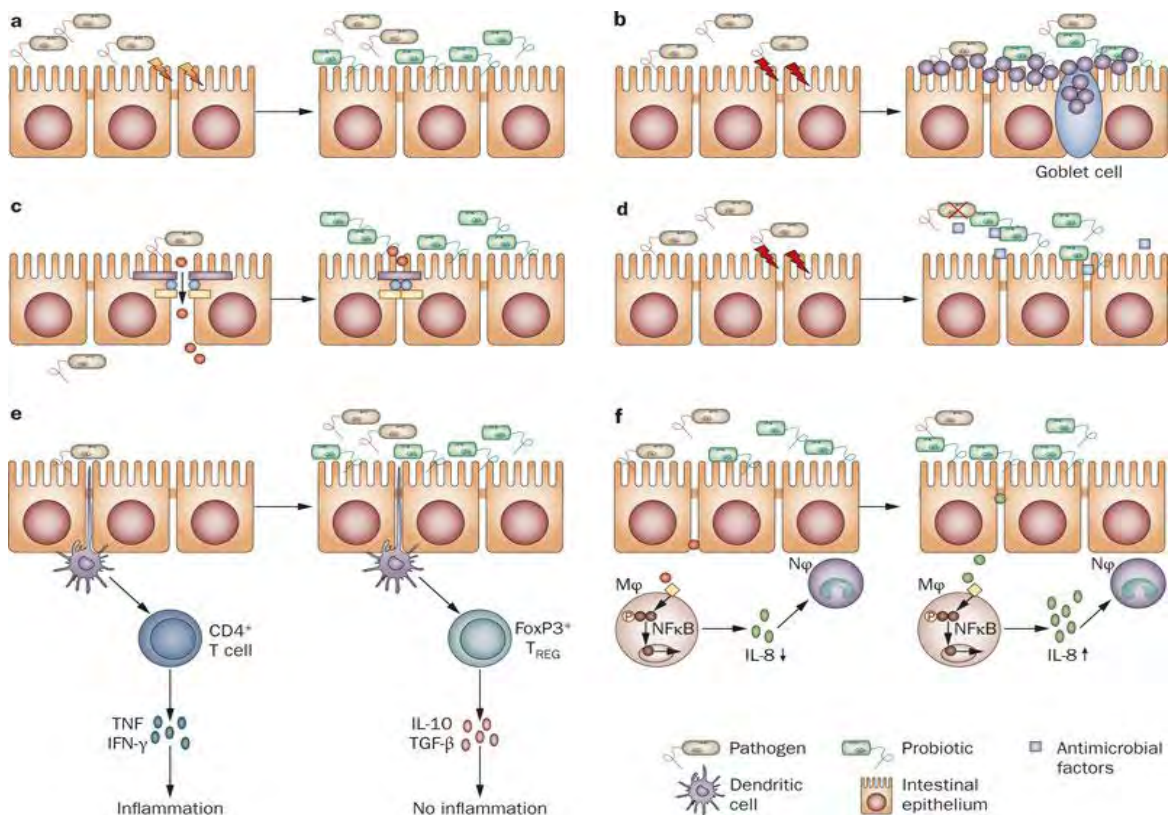 a
b
Goblet cell
c
d
e
CD4⁺
T cell
TNF
IFN-γ
Inflammation
FoxP3⁺
T_REG
IL-10
TGF-β
No inflammation
f
Mφ
P
NFκB
IL-8 ↓
Nφ
Mφ
P
NFκB
IL-8 ↑
Nφ
Pathogen
Probiotic
Antimicrobial
factors
Dendritic
cell
Intestinal
epithelium